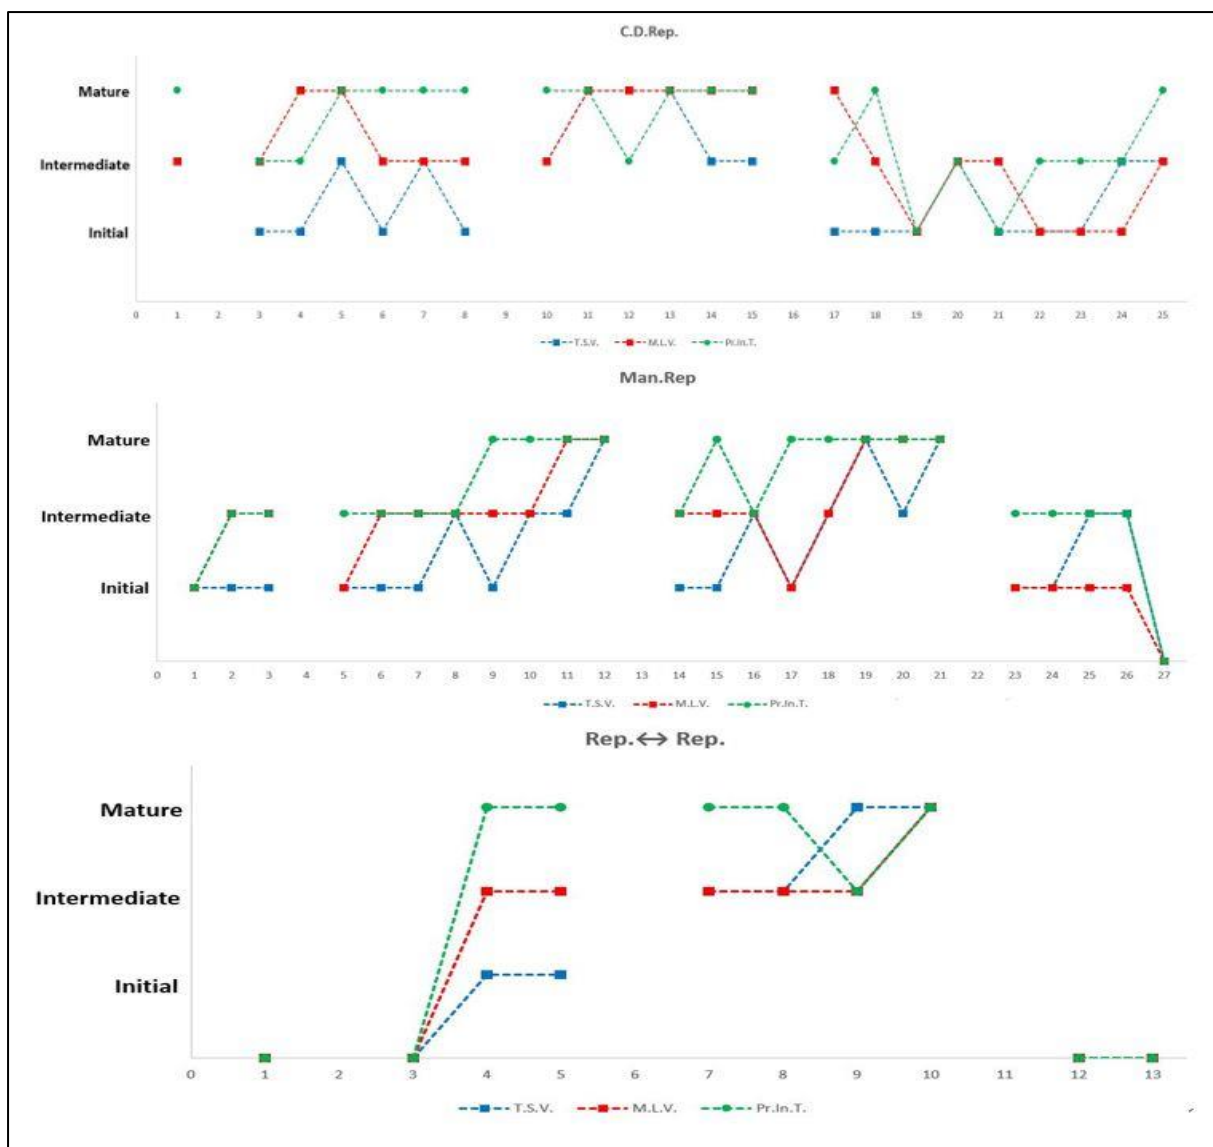 C.D.Rep.
Mature
Intermediate
Initial
0 1 2 3 4 5 6 7 8 9 10 11 12 13 14 15 16 17 18 19 20 21 22 23 24 25
T.S.V. M.L.V. Pr.In.T.
Man.Rep
Mature
Intermediate
Initial
0 1 2 3 4 5 6 7 8 9 10 11 12 13 14 15 16 17 18 19 20 21 22 23 24 25 26 27
T.S.V. M.L.V. Pr.In.T.
Rep.↔ Rep.
Mature
Intermediate
Initial
0 1 2 3 4 5 6 7 8 9 10 11 12 13
T.S.V. M.L.V. Pr.In.T.